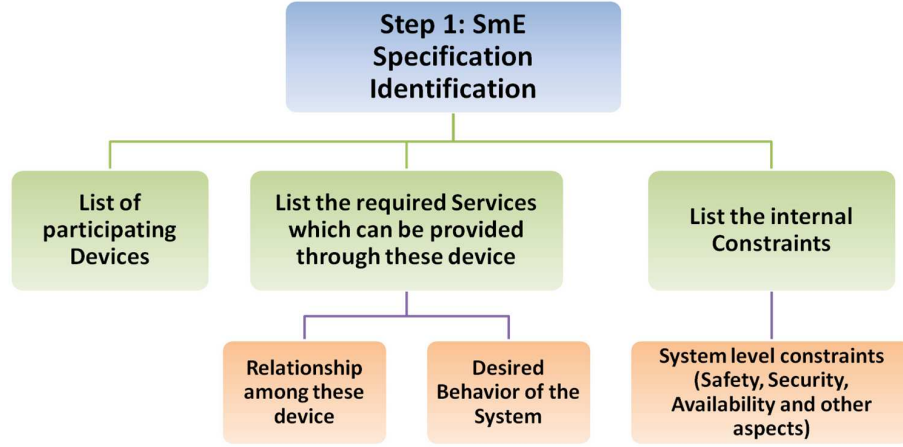 Step 1: SmE
Specification
Identification
List of
participating
Devices
List the required Services
which can be provided
through these device
List the internal
Constraints
Relationship
among these
device
Desired
Behavior of the
System
System level constraints
(Safety, Security,
Availability and other
aspects)